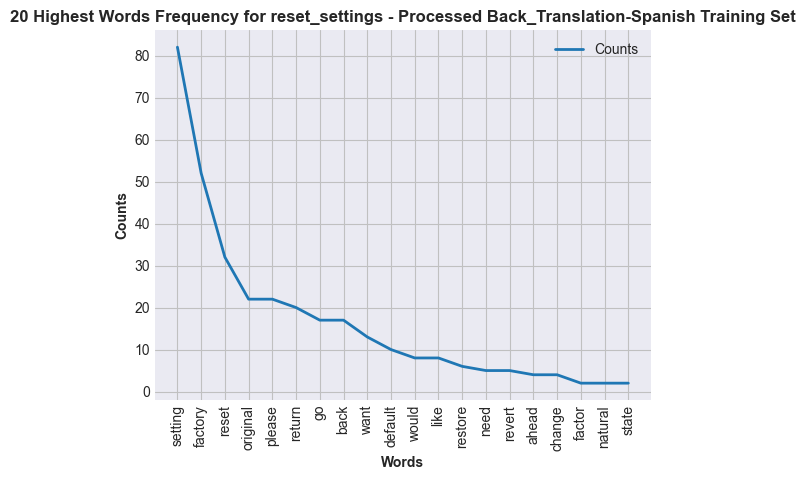 20 Highest Words Frequency for reset_settings - Processed Back_Translation-Spanish Training Set
Counts
80
70
60
50
40
30
20
10
0
Counts
setting
factory
reset
original
please
return
go
back
want
default
would
like
restore
need
revert
ahead
change
factor
natural
state
Words